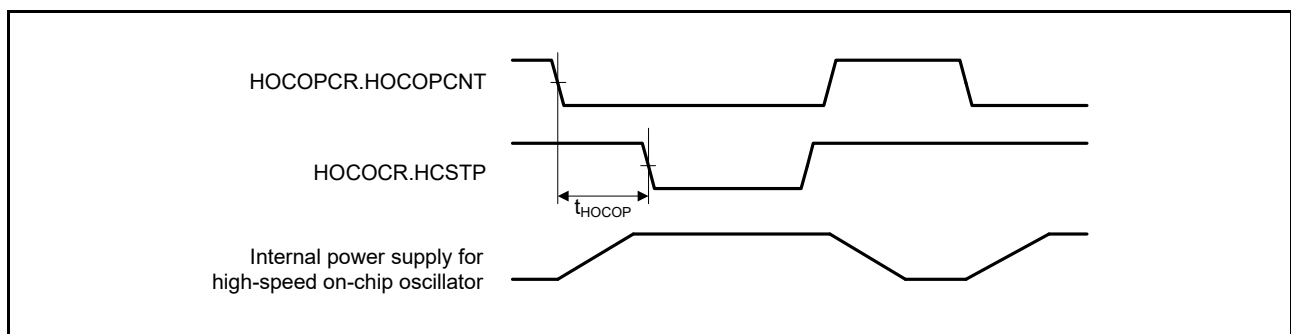 HOCOPCR.HOCOPCNT
HOCOCR.HCSTP
tHOCOP
Internal power supply for
high-speed on-chip oscillator